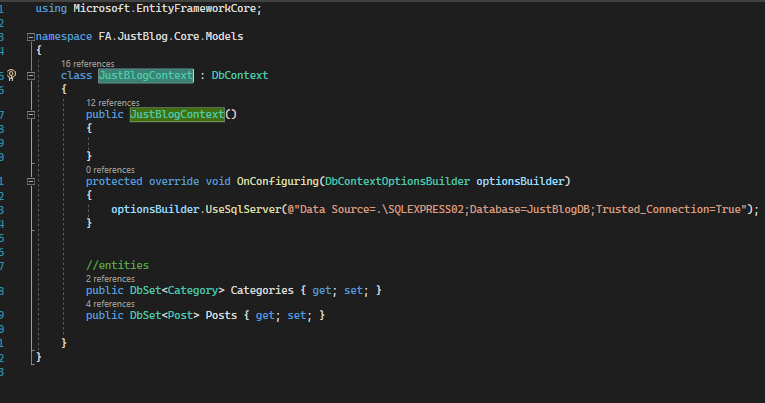 1 using Microsoft.EntityFrameworkCore;
2
3 namespace FA.JustBlog.Core.Models
4 {
16 references
5 class JustBlogContext : DbContext
6 {
12 references
7 public JustBlogContext()
8 {
9
0 }
0 references
1 protected override void OnConfiguring(DbContextOptionsBuilder optionsBuilder)
2 {
3 optionsBuilder.UseSqlServer(@"Data Source=.\SQLEXPRESS02;Database=JustBlogDB;Trusted_Connection=True");
4 }
5
6
7 //entities
2 references
8 public DbSet<Category> Categories { get; set; }
4 references
9 public DbSet<Post> Posts { get; set; }
0
1 }
2 }
3